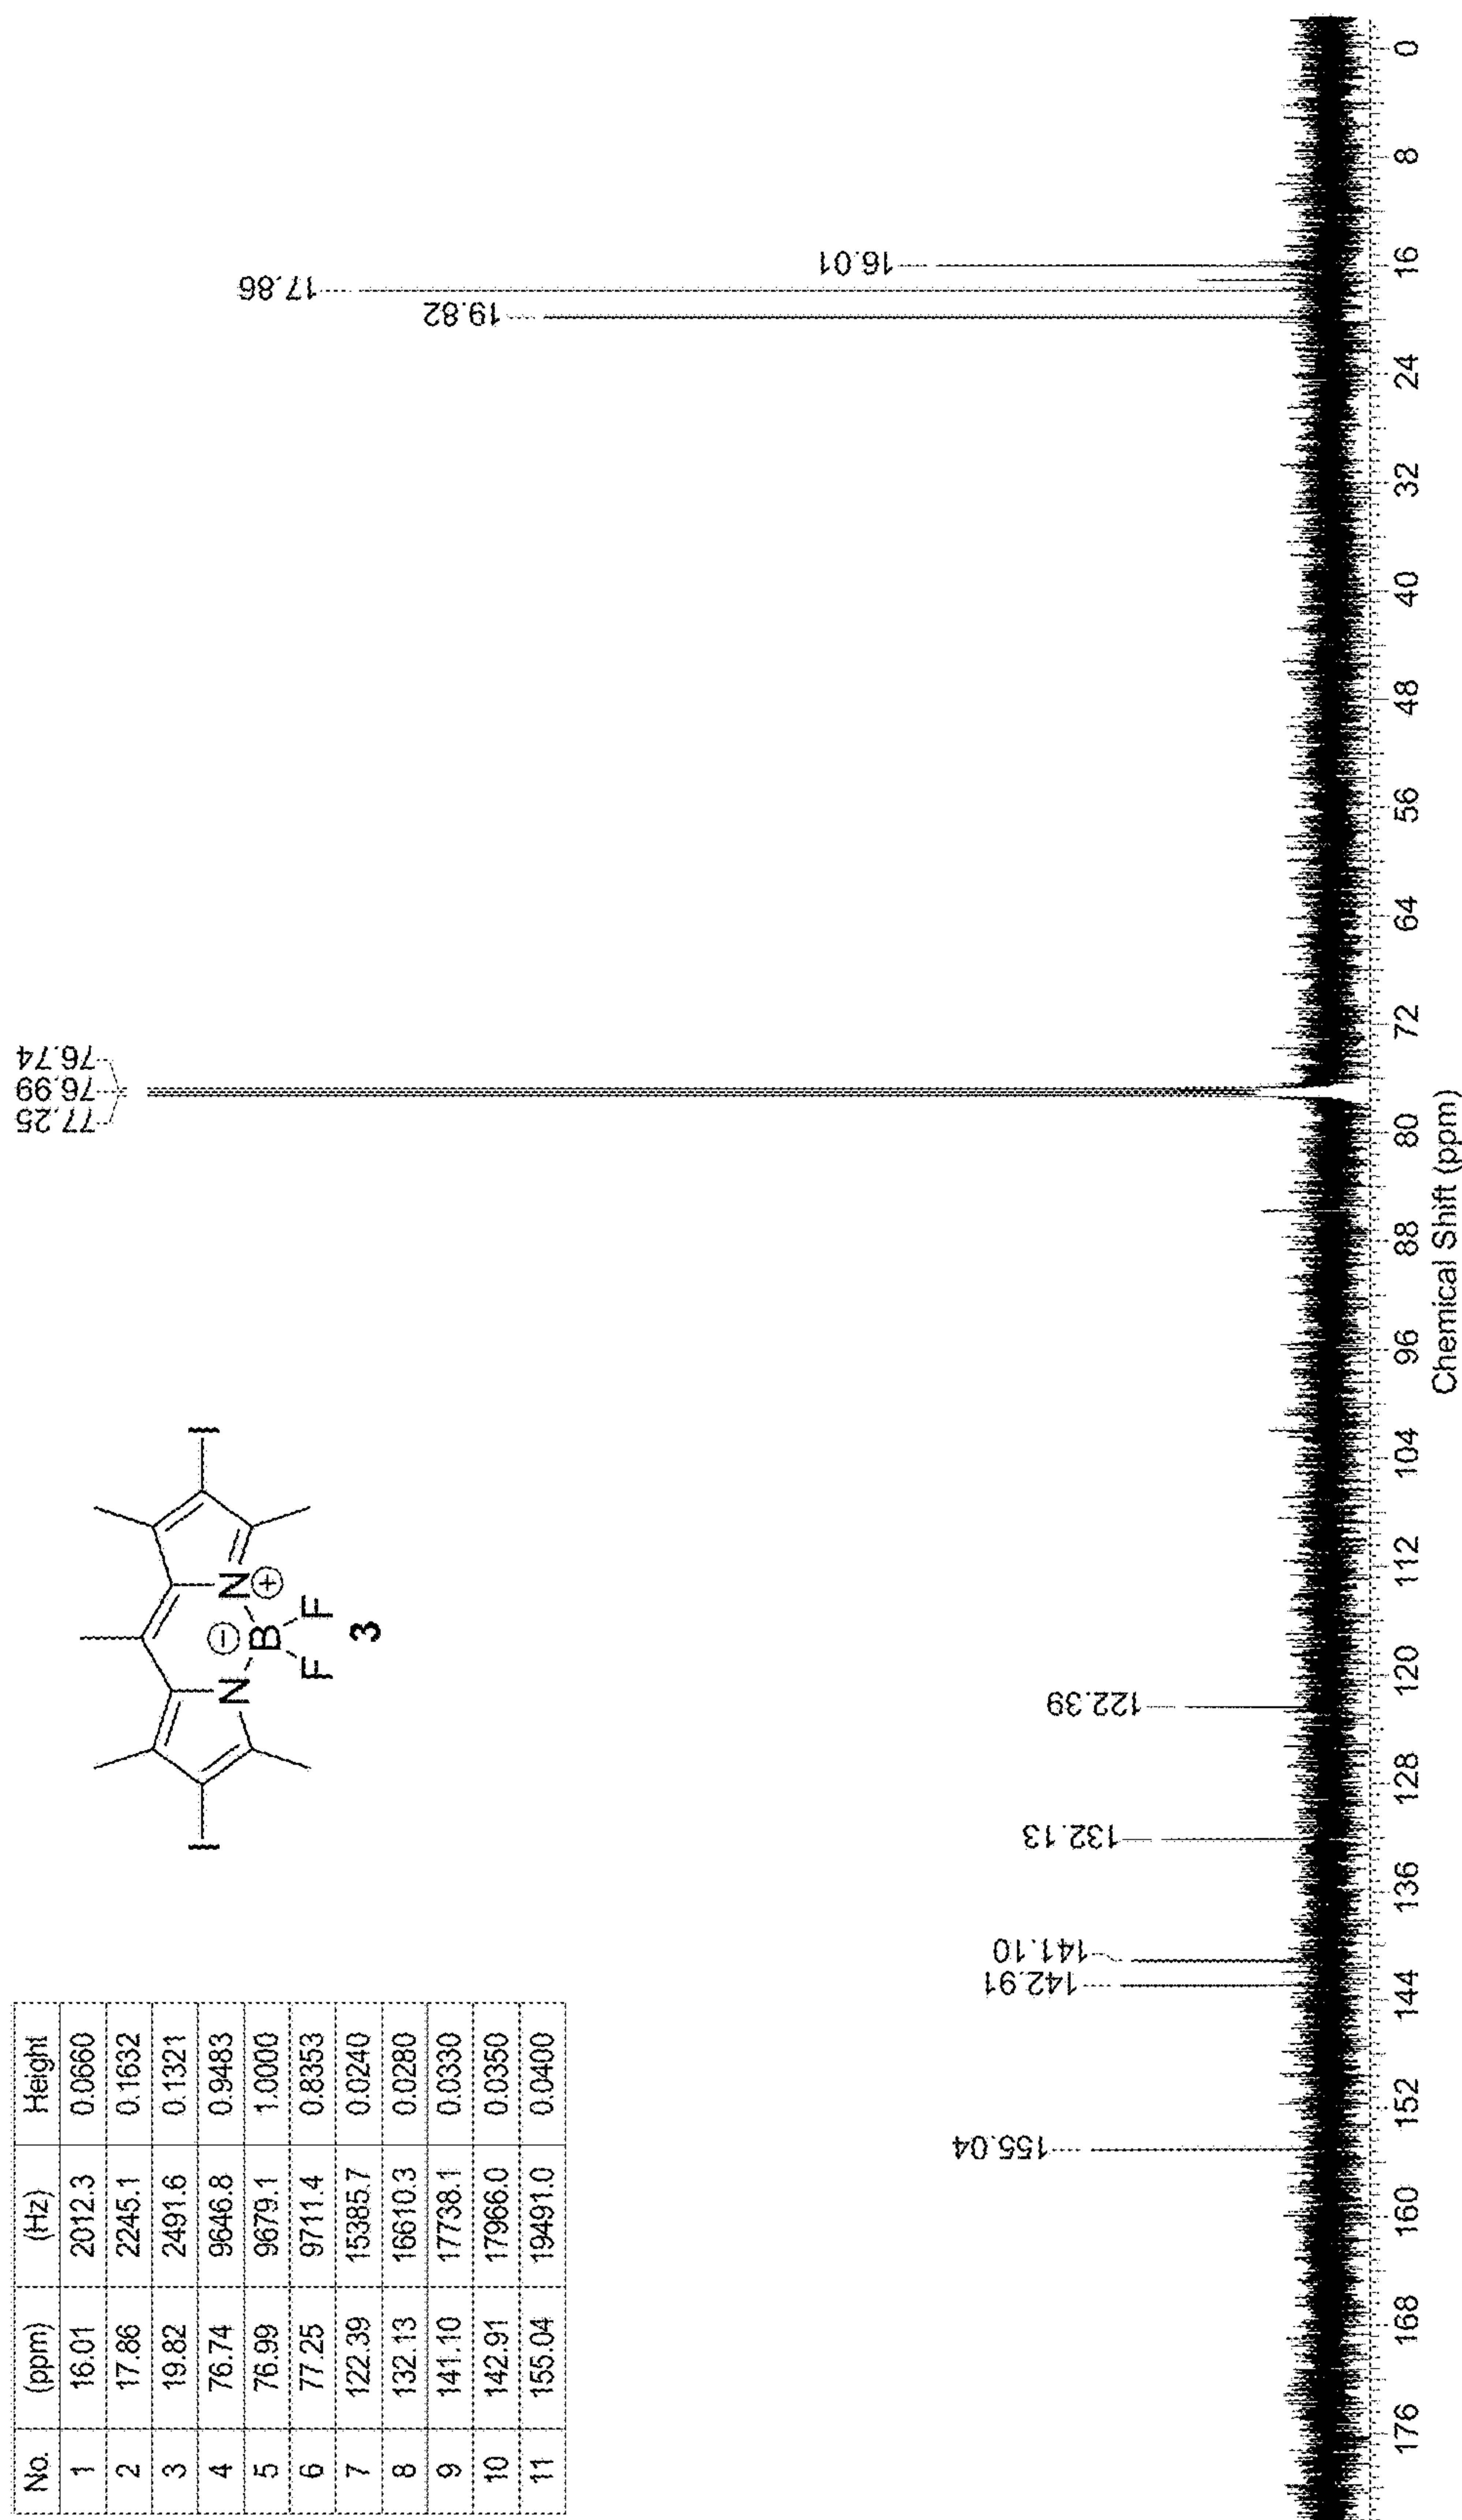 No. (ppm) (Hz) Height
1 16.01 2012.3 0.0660
2 17.86 2245.1 0.1632
3 19.82 2491.6 0.1321
4 76.74 9646.8 0.9483
5 76.99 9679.1 1.0000
6 77.25 9711.4 0.8353
7 122.39 15385.7 0.0240
8 132.13 16610.3 0.0280
9 141.10 17738.1 0.0330
10 142.91 17966.0 0.0350
11 155.04 19491.0 0.0400
I I
N N ⊕
⊖
B
F F
3
155.04
142.91
141.10
132.13
122.39
77.25
76.99
76.74
19.82
17.86
16.01
176 168 160 152 144 136 128 120 112 104 96 88 80 72 64 56 48 40 32 24 16 8 0
Chemical Shift (ppm)